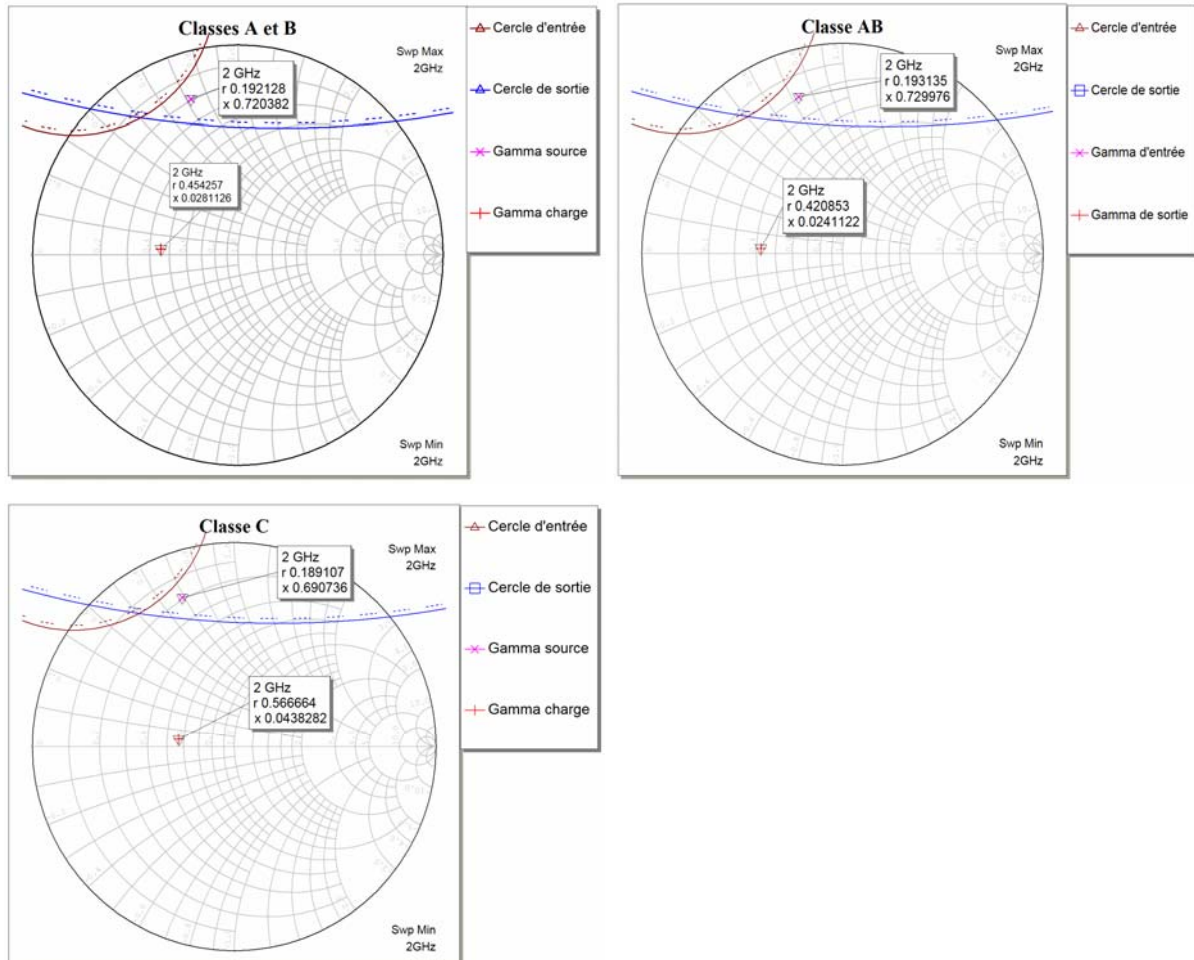 Classes A et B
Swp Max
2GHz
2 GHz
r 0.192128
x 0.720382
2 GHz
r 0.454257
x 0.0281126
Swp Min
2GHz
Cercle d'entrée
Cercle de sortie
Gamma source
Gamma charge
Classe AB
Swp Max
2GHz
2 GHz
r 0.193135
x 0.729976
2 GHz
r 0.420853
x 0.0241122
Swp Min
2GHz
Cercle d'entrée
Cercle de sortie
Gamma d'entrée
Gamma de sortie
Classe C
Swp Max
2GHz
2 GHz
r 0.189107
x 0.690736
2 GHz
r 0.566664
x 0.0438282
Swp Min
2GHz
Cercle d'entrée
Cercle de sortie
Gamma source
Gamma charge